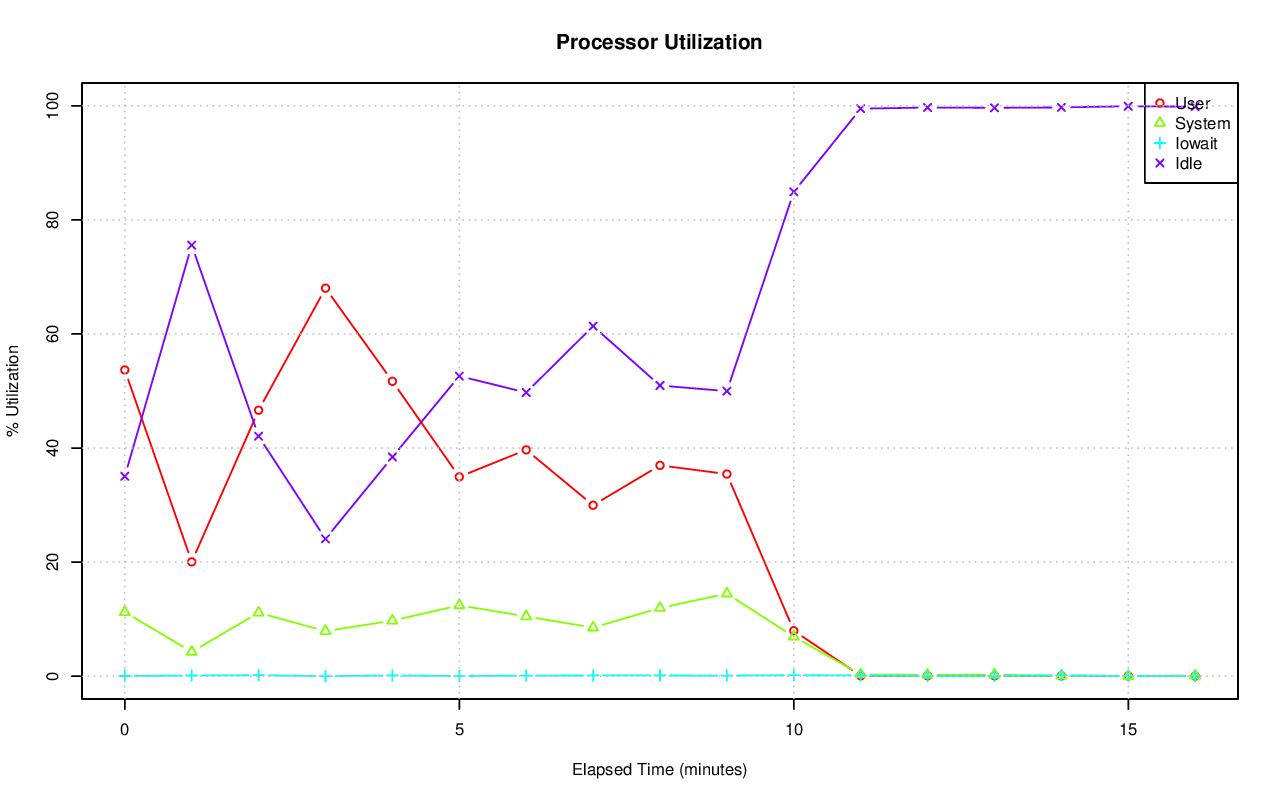 Processor Utilization
User
System
Iowait
Idle
% Utilization
100
80
60
40
20
0
0 5 10 15
Elapsed Time (minutes)